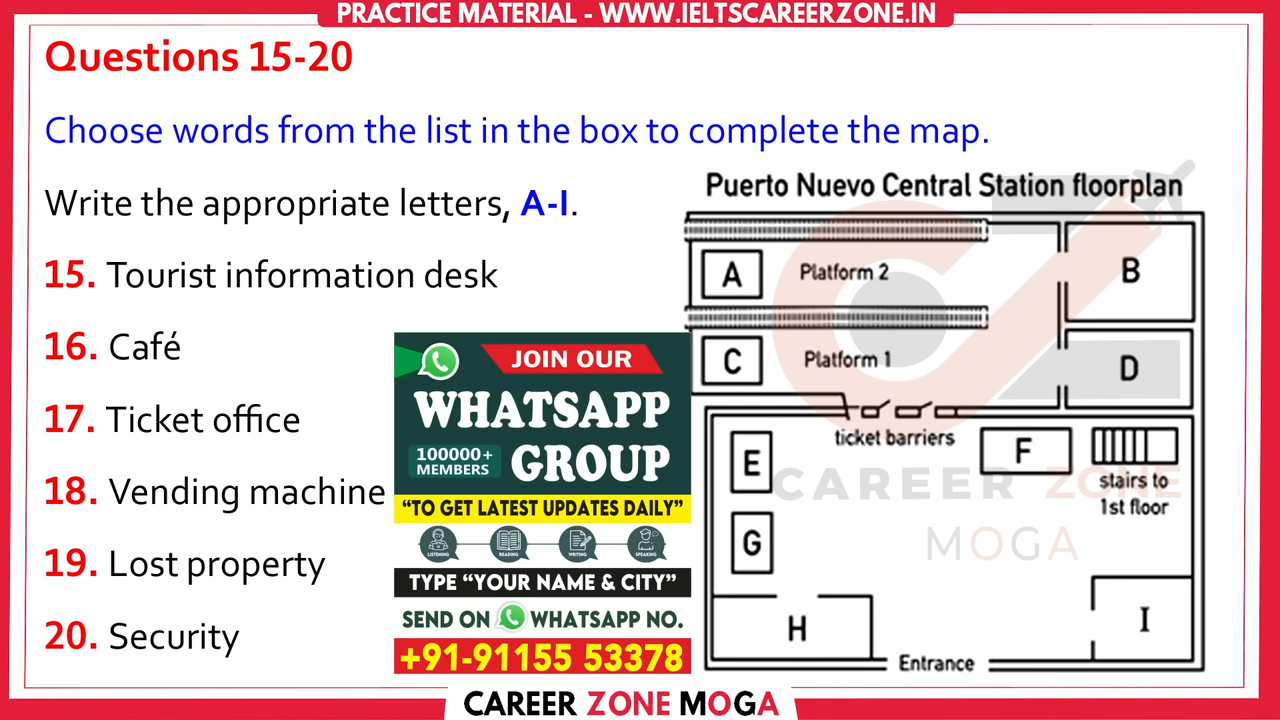 PRACTICE MATERIAL - WWW.IELTSCAREERZONE.IN
Questions 15-20
Choose words from the list in the box to complete the map.
Write the appropriate letters, A-I.
15. Tourist information desk
16. Café
17. Ticket office
18. Vending machine
19. Lost property
20. Security
JOIN OUR
WHATSAPP
100000+
MEMBERS
GROUP
“TO GET LATEST UPDATES DAILY”
LISTENING
READING
WRITING
SPEAKING
TYPE “YOUR NAME & CITY”
SEND ON WHATSAPP NO.
+91-91155 53378
Puerto Nuevo Central Station floorplan
A
Platform 2
B
C
Platform 1
D
ticket barriers
E
F
stairs to
1st floor
CAREER ZONE
MOGA
G
H
I
Entrance
CAREER ZONE MOGA